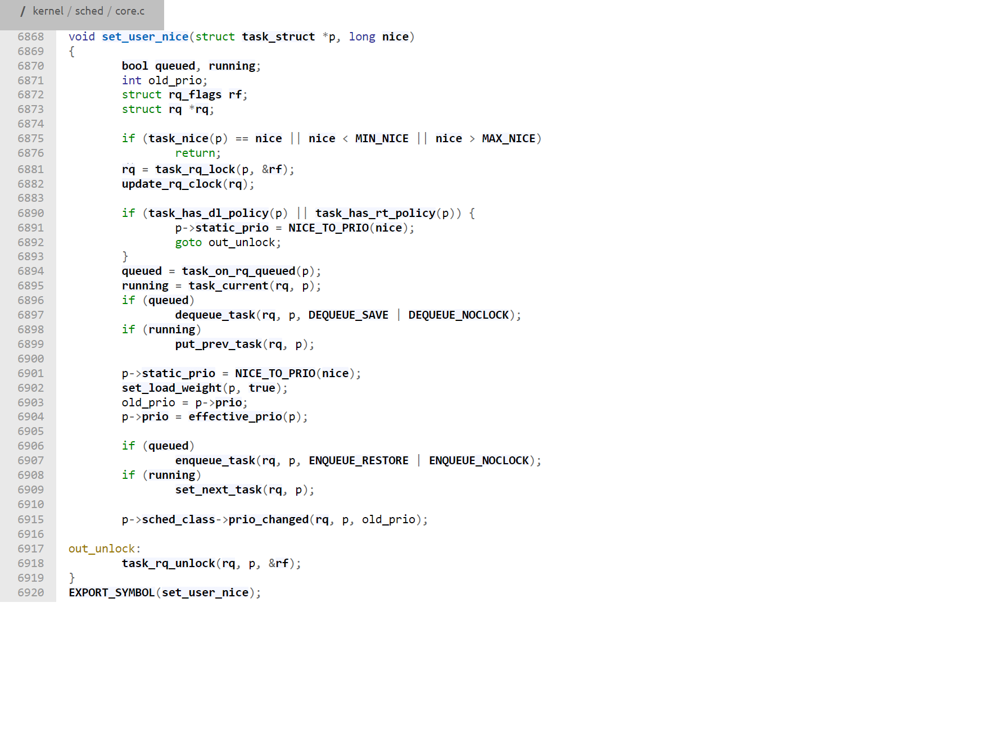 / kernel / sched / core.c
6868 void set_user_nice(struct task_struct *p, long nice)
6869 {
6870         bool queued, running;
6871         int old_prio;
6872         struct rq_flags rf;
6873         struct rq *rq;
6874
6875         if (task_nice(p) == nice || nice < MIN_NICE || nice > MAX_NICE)
6876                 return;
6881         rq = task_rq_lock(p, &rf);
6882         update_rq_clock(rq);
6883
6890         if (task_has_dl_policy(p) || task_has_rt_policy(p)) {
6891                 p->static_prio = NICE_TO_PRIO(nice);
6892                 goto out_unlock;
6893         }
6894         queued = task_on_rq_queued(p);
6895         running = task_current(rq, p);
6896         if (queued)
6897                 dequeue_task(rq, p, DEQUEUE_SAVE | DEQUEUE_NOCLOCK);
6898         if (running)
6899                 put_prev_task(rq, p);
6900
6901         p->static_prio = NICE_TO_PRIO(nice);
6902         set_load_weight(p, true);
6903         old_prio = p->prio;
6904         p->prio = effective_prio(p);
6905
6906         if (queued)
6907                 enqueue_task(rq, p, ENQUEUE_RESTORE | ENQUEUE_NOCLOCK);
6908         if (running)
6909                 set_next_task(rq, p);
6910
6915         p->sched_class->prio_changed(rq, p, old_prio);
6916
6917 out_unlock:
6918         task_rq_unlock(rq, p, &rf);
6919 }
6920 EXPORT_SYMBOL(set_user_nice);